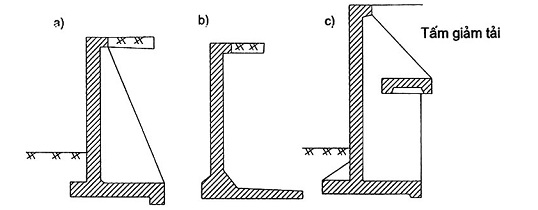 a)
b)
c)
Tấm giảm tải